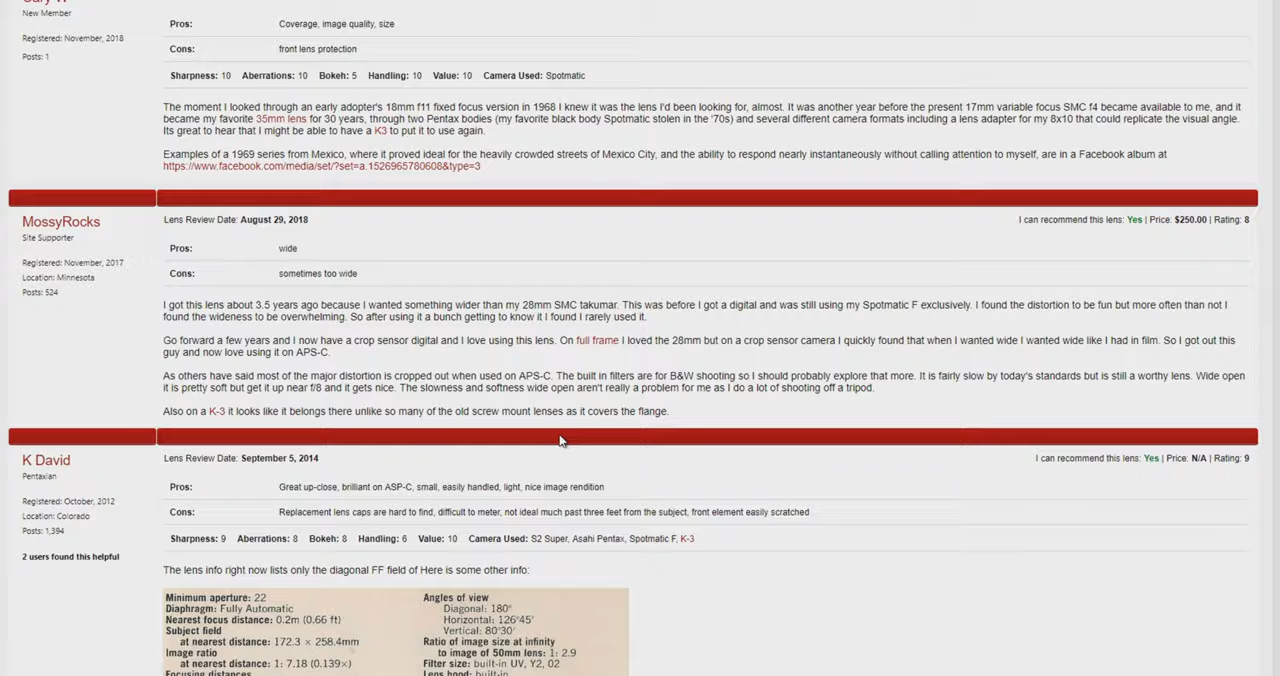 New Member
Registered: November, 2018
Posts: 1
Pros: Coverage, image quality, size
Cons: front lens protection
Sharpness: 10 Aberrations: 10 Bokeh: 5 Handling: 10 Value: 10 Camera Used: Spotmatic
The moment I looked through an early adopter's 18mm f11 fixed focus version in 1968 I knew it was the lens I'd been looking for, almost. It was another year before the present 17mm variable focus SMC f4 became available to me, and it
became my favorite 35mm lens for 30 years, through two Pentax bodies (my favorite black body Spotmatic stolen in the '70s) and several different camera formats including a lens adapter for my 8x10 that could replicate the visual angle.
Its great to hear that I might be able to have a K3 to put it to use again.
Examples of a 1969 series from Mexico, where it proved ideal for the heavily crowded streets of Mexico City, and the ability to respond nearly instantaneously without calling attention to myself, are in a Facebook album at
https://www.facebook.com/media/set/?set=a.1526965780608&type=3
MossyRocks
Site Supporter
Registered: November, 2017
Location: Minnesota
Posts: 524
Lens Review Date: August 29, 2018 I can recommend this lens: Yes | Price: $250.00 | Rating: 8
Pros: wide
Cons: sometimes too wide
I got this lens about 3.5 years ago because I wanted something wider than my 28mm SMC takumar. This was before I got a digital and was still using my Spotmatic F exclusively. I found the distortion to be fun but more often than not I
found the wideness to be overwhelming. So after using it a bunch getting to know it I found I rarely used it.
Go forward a few years and I now have a crop sensor digital and I love using this lens. On full frame I loved the 28mm but on a crop sensor camera I quickly found that when I wanted wide I wanted wide like I had in film. So I got out this
guy and now love using it on APS-C.
As others have said most of the major distortion is cropped out when used on APS-C. The built in filters are for B&W shooting so I should probably explore that more. It is fairly slow by today's standards but is still a worthy lens. Wide open
it is pretty soft but get it up near f/8 and it gets nice. The slowness and softness wide open aren't really a problem for me as I do a lot of shooting off a tripod.
Also on a K-3 it looks like it belongs there unlike so many of the old screw mount lenses as it covers the flange.
K David
Pentaxian
Registered: October, 2012
Location: Colorado
Posts: 1,394
2 users found this helpful
Lens Review Date: September 5, 2014 I can recommend this lens: Yes | Price: N/A | Rating: 9
Pros: Great up-close, brilliant on ASP-C, small, easily handled, light, nice image rendition
Cons: Replacement lens caps are hard to find, difficult to meter, not ideal much past three feet from the subject, front element easily scratched
Sharpness: 9 Aberrations: 8 Bokeh: 8 Handling: 6 Value: 10 Camera Used: S2 Super, Asahi Pentax, Spotmatic F, K-3
The lens info right now lists only the diagonal FF field of Here is some other info:
Minimum aperture: 22
Diaphragm: Fully Automatic
Nearest focus distance: 0.2m (0.66 ft)
Subject field
at nearest distance: 172.3 × 258.4mm
Image ratio
at nearest distance: 1: 7.18 (0.139×)
Focusing distances
Angles of view
Diagonal: 180°
Horizontal: 126°45'
Vertical: 80°30'
Ratio of image size at infinity
to image of 50mm lens: 1: 2.9
Filter size: built-in UV, Y2, O2
Lens hood: built-in